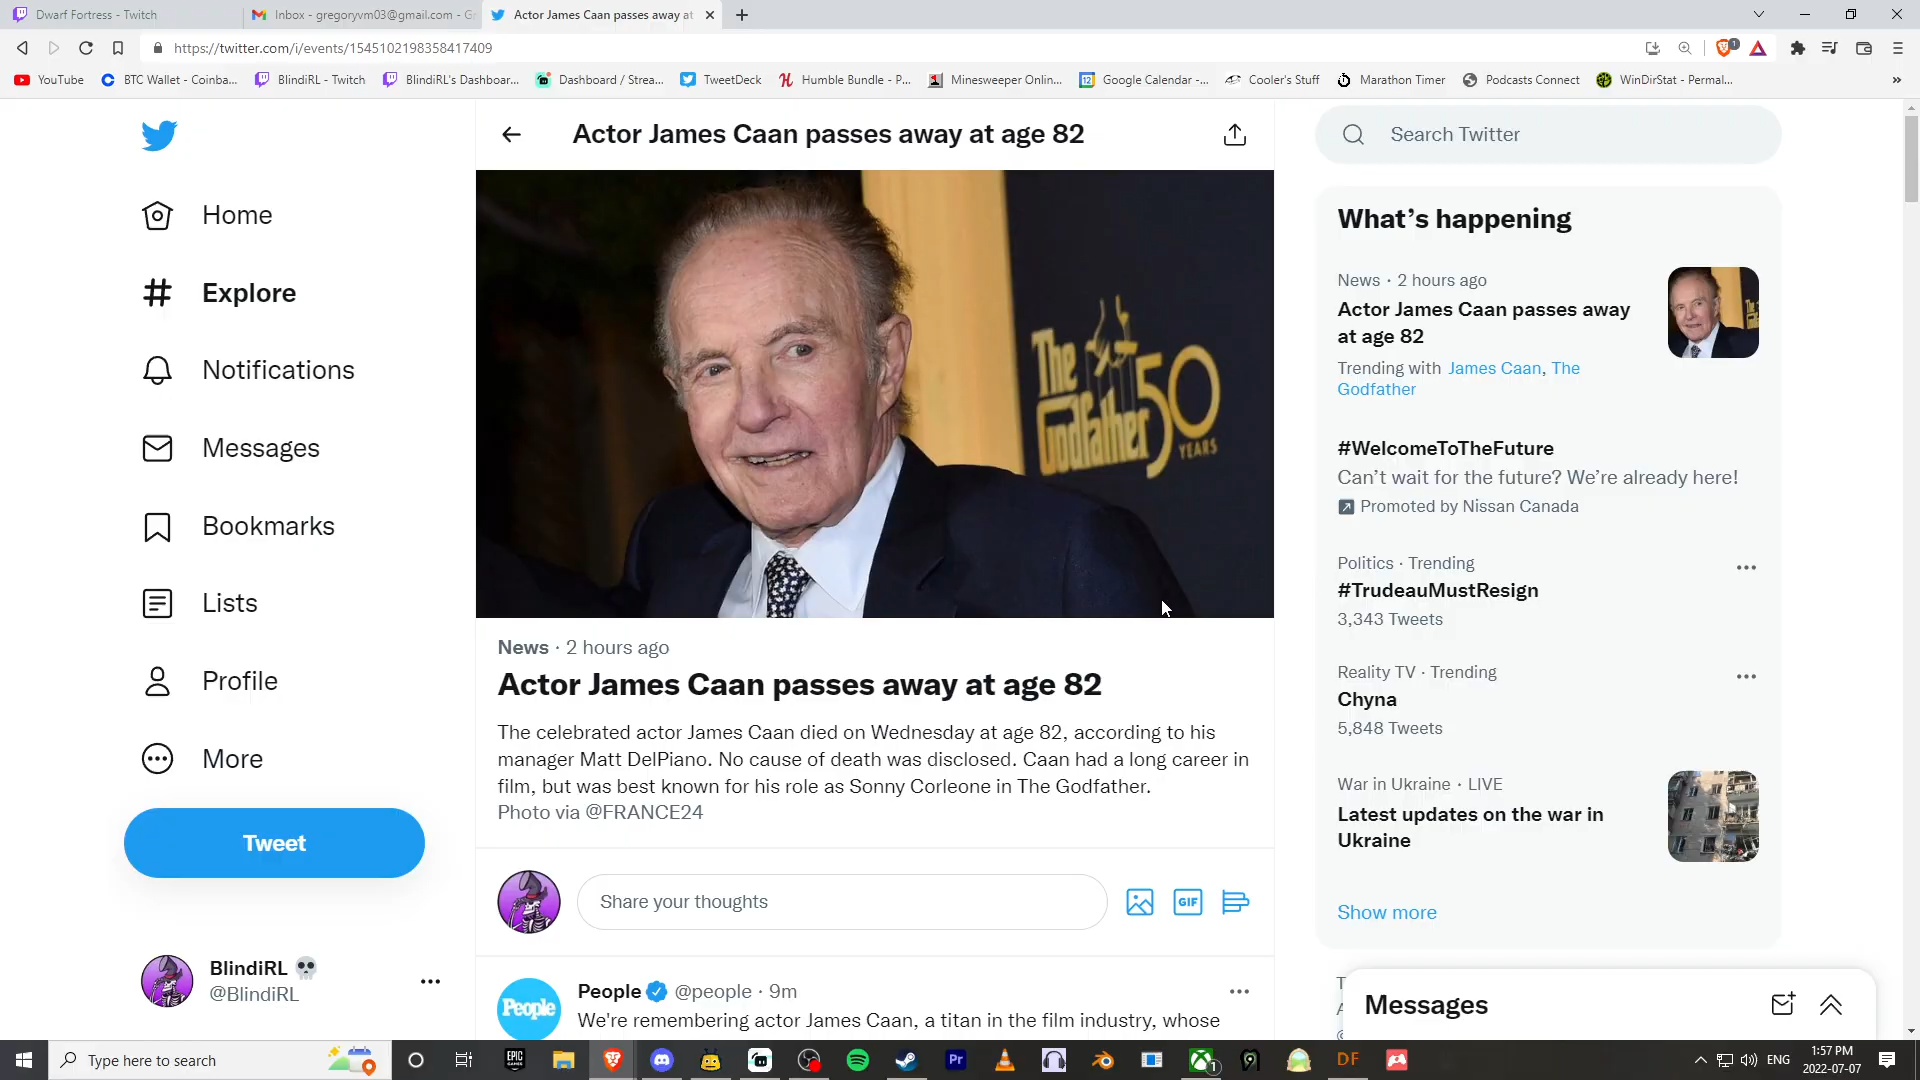 Dwarf Fortress - Twitch
Inbox - gregoryvm03@gmail.com - G
Actor James Caan passes away at
https://twitter.com/i/events/1545102198358417409
1
YouTube
BTC Wallet - Coinba...
BlindiRL - Twitch
BlindiRL's Dashboar...
Dashboard / Strea...
TweetDeck
Humble Bundle - P...
Minesweeper Onlin...
Google Calendar -...
Cooler's Stuff
Marathon Timer
Podcasts Connect
WinDirStat - Permal...
»
Home
Explore
Notifications
Messages
Bookmarks
Lists
Profile
More
Tweet
BlindiRL 💀
@BlindiRL
Actor James Caan passes away at age 82
The
Godfather
50
YEARS
News · 2 hours ago
Actor James Caan passes away at age 82
The celebrated actor James Caan died on Wednesday at age 82, according to his
manager Matt DelPiano. No cause of death was disclosed. Caan had a long career in
film, but was best known for his role as Sonny Corleone in The Godfather.
Photo via @FRANCE24
Share your thoughts
GIF
People
People @people · 9m
We're remembering actor James Caan, a titan in the film industry, whose
Search Twitter
What’s happening
News · 2 hours ago
Actor James Caan passes away
at age 82
Trending with James Caan, The
Godfather
#WelcomeToTheFuture
Can’t wait for the future? We’re already here!
Promoted by Nissan Canada
Politics · Trending
#TrudeauMustResign
3,343 Tweets
Reality TV · Trending
Chyna
5,848 Tweets
War in Ukraine · LIVE
Latest updates on the war in
Ukraine
Show more
Messages
Type here to search
EPIC
GAMES
Pr
1
DF
ENG
1:57 PM
2022-07-07